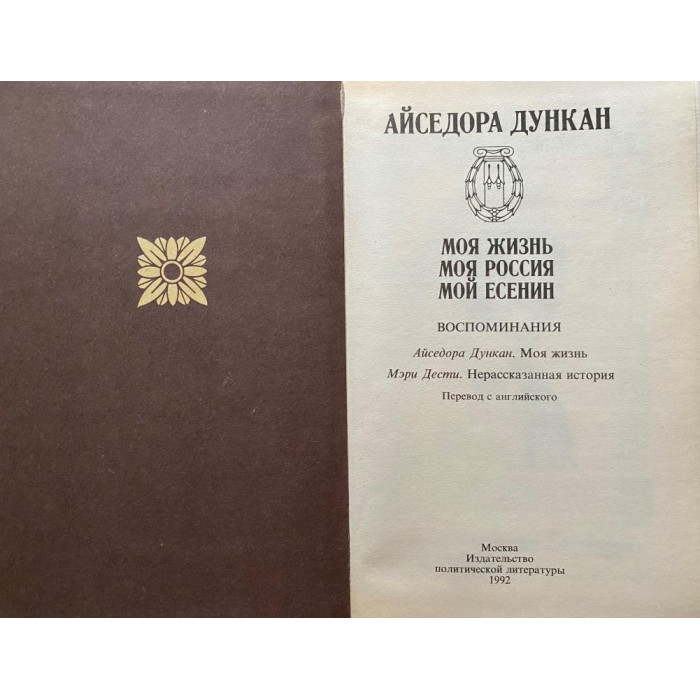 АЙСЕДОРА ДУНКАН
МОЯ ЖИЗНЬ
МОЯ РОССИЯ
МОЙ ЕСЕНИН
ВОСПОМИНАНИЯ
Айседора Дункан. Моя жизнь
Мэри Дести. Нерассказанная история
Перевод с английского
Москва
Издательство
политической литературы
1992